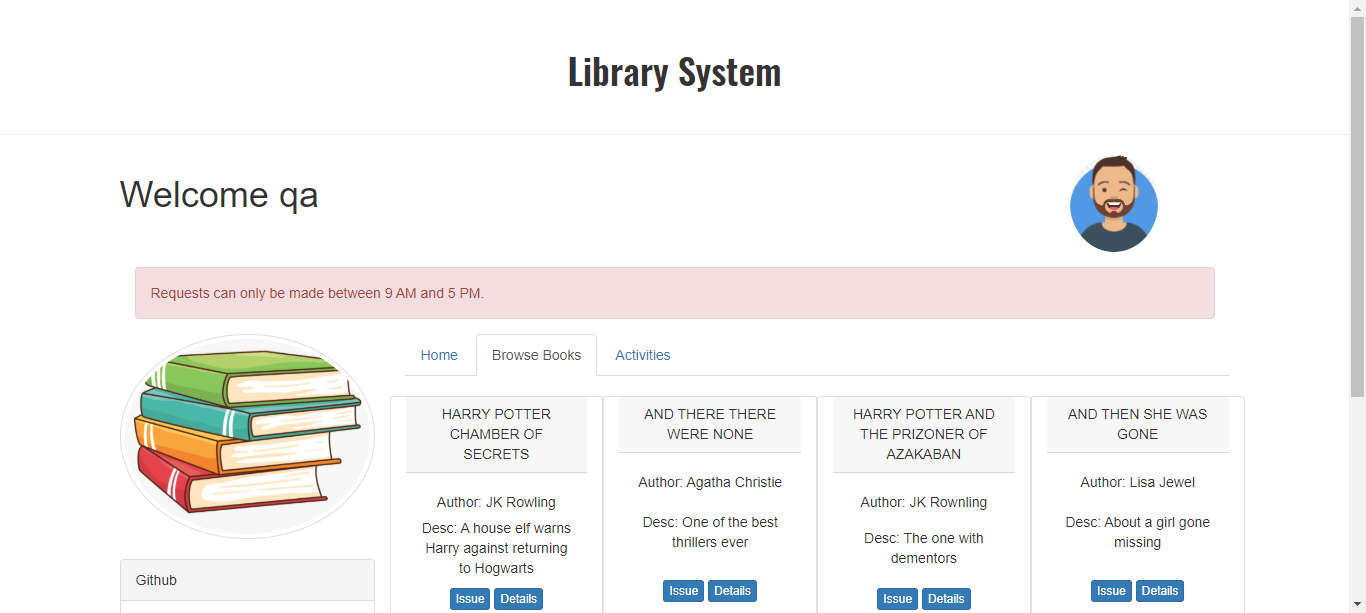 Library System
Welcome qa
Requests can only be made between 9 AM and 5 PM.
Home Browse Books Activities
HARRY POTTER
CHAMBER OF
SECRETS
Author: JK Rowling
Desc: A house elf warns
Harry against returning
to Hogwarts
Issue Details
AND THERE THERE
WERE NONE
Author: Agatha Christie
Desc: One of the best
thrillers ever
Issue Details
HARRY POTTER AND
THE PRIZONER OF
AZAKABAN
Author: JK Rownling
Desc: The one with
dementors
Issue Details
AND THEN SHE WAS
GONE
Author: Lisa Jewel
Desc: About a girl gone
missing
Issue Details
Github